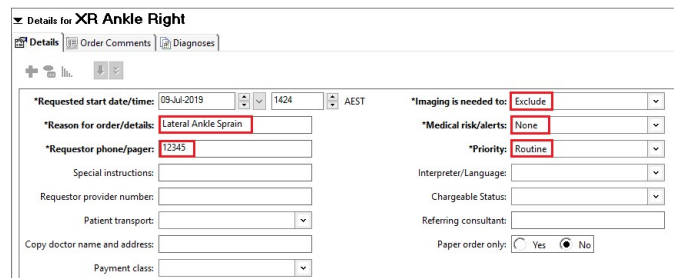 Details for XR Ankle Right
Details Order Comments Diagnoses
*Requested start date/time: 09-Jul-2019 1424 AEST *Imaging is needed to: Exclude
*Reason for order/details: Lateral Ankle Sprain *Medical risk/alerts: None
*Requestor phone/pager: 12345 *Priority: Routine
Special instructions: Interpreter/Language:
Requestor provider number: Chargeable Status:
Patient transport: Referring consultant:
Copy doctor name and address: Paper order only: Yes No
Payment class: